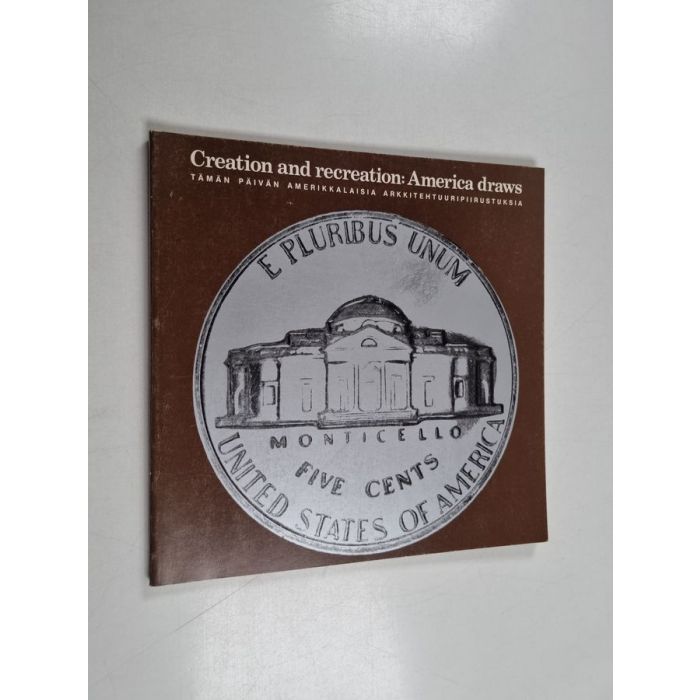 Creation and recreation: America draws
TÄMÄN PÄIVÄN AMERIKKALAISIA ARKKITEHTUURIPIIRUSTUKSIA
E PLURIBUS UNUM
MONTICELLO
FIVE CENTS
UNITED STATES OF AMERICA